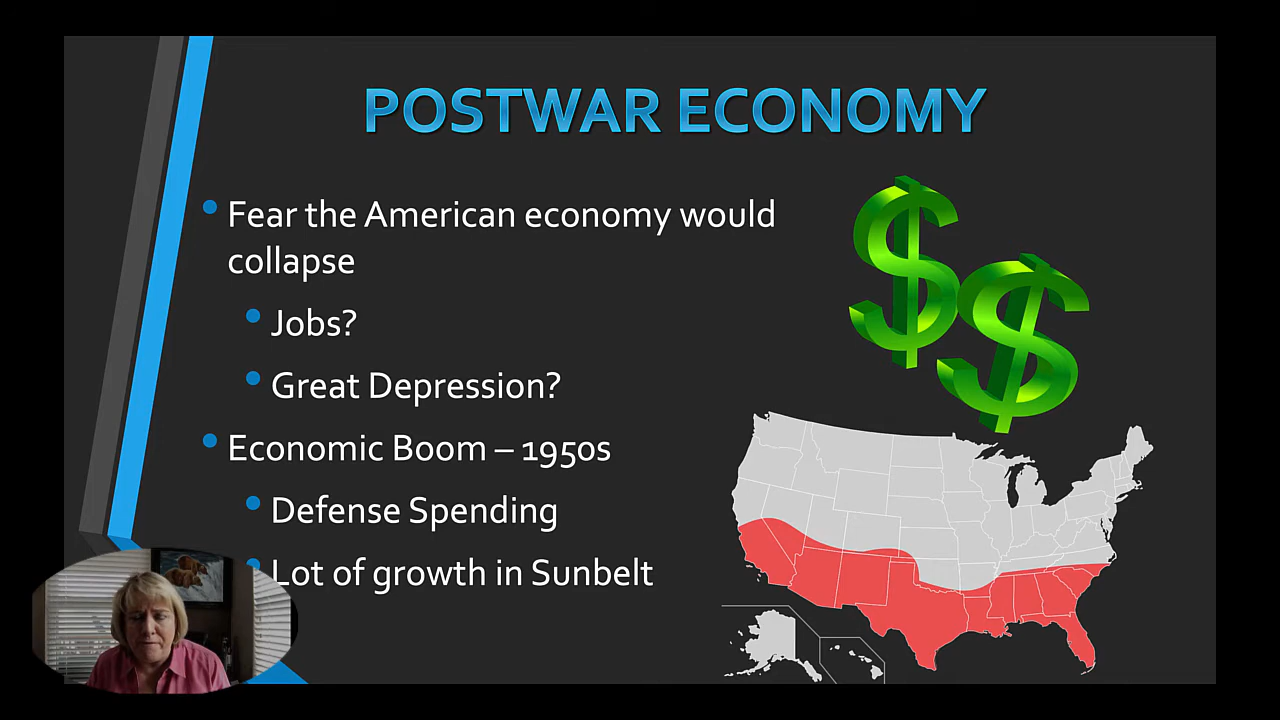 POSTWAR ECONOMY
Fear the American economy would
collapse
Jobs?
Great Depression?
Economic Boom – 1950s
Defense Spending
Lot of growth in Sunbelt